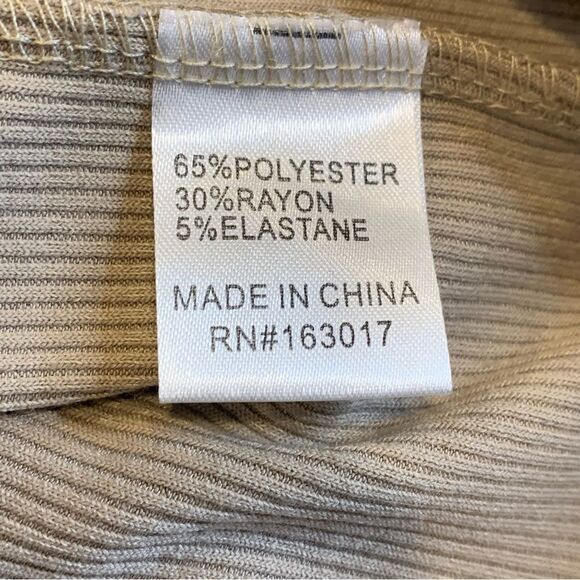 65%POLYESTER
30%RAYON
5%ELASTANE
MADE IN CHINA
RN#163017